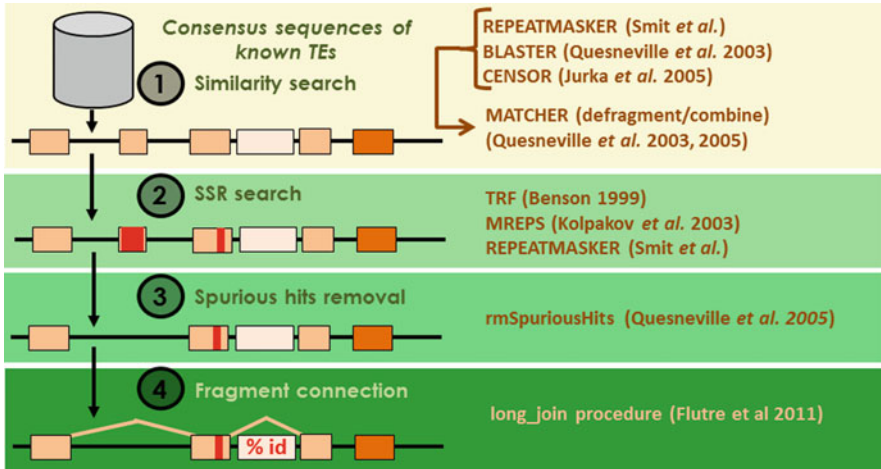 Consensus sequences of
known TEs
1 Similarity search
REPEATMASKER (Smit et al.)
BLASTER (Quesneville et al. 2003)
CENSOR (Jurka et al. 2005)
MATCHER (defragment/combine)
(Quesneville et al. 2003, 2005)
2 SSR search
TRF (Benson 1999)
MREPS (Kolpakov et al. 2003)
REPEATMASKER (Smit et al.)
3 Spurious hits removal
rmSpuriousHits (Quesneville et al. 2005)
4 Fragment connection
long_join procedure (Flutre et al 2011)
% id